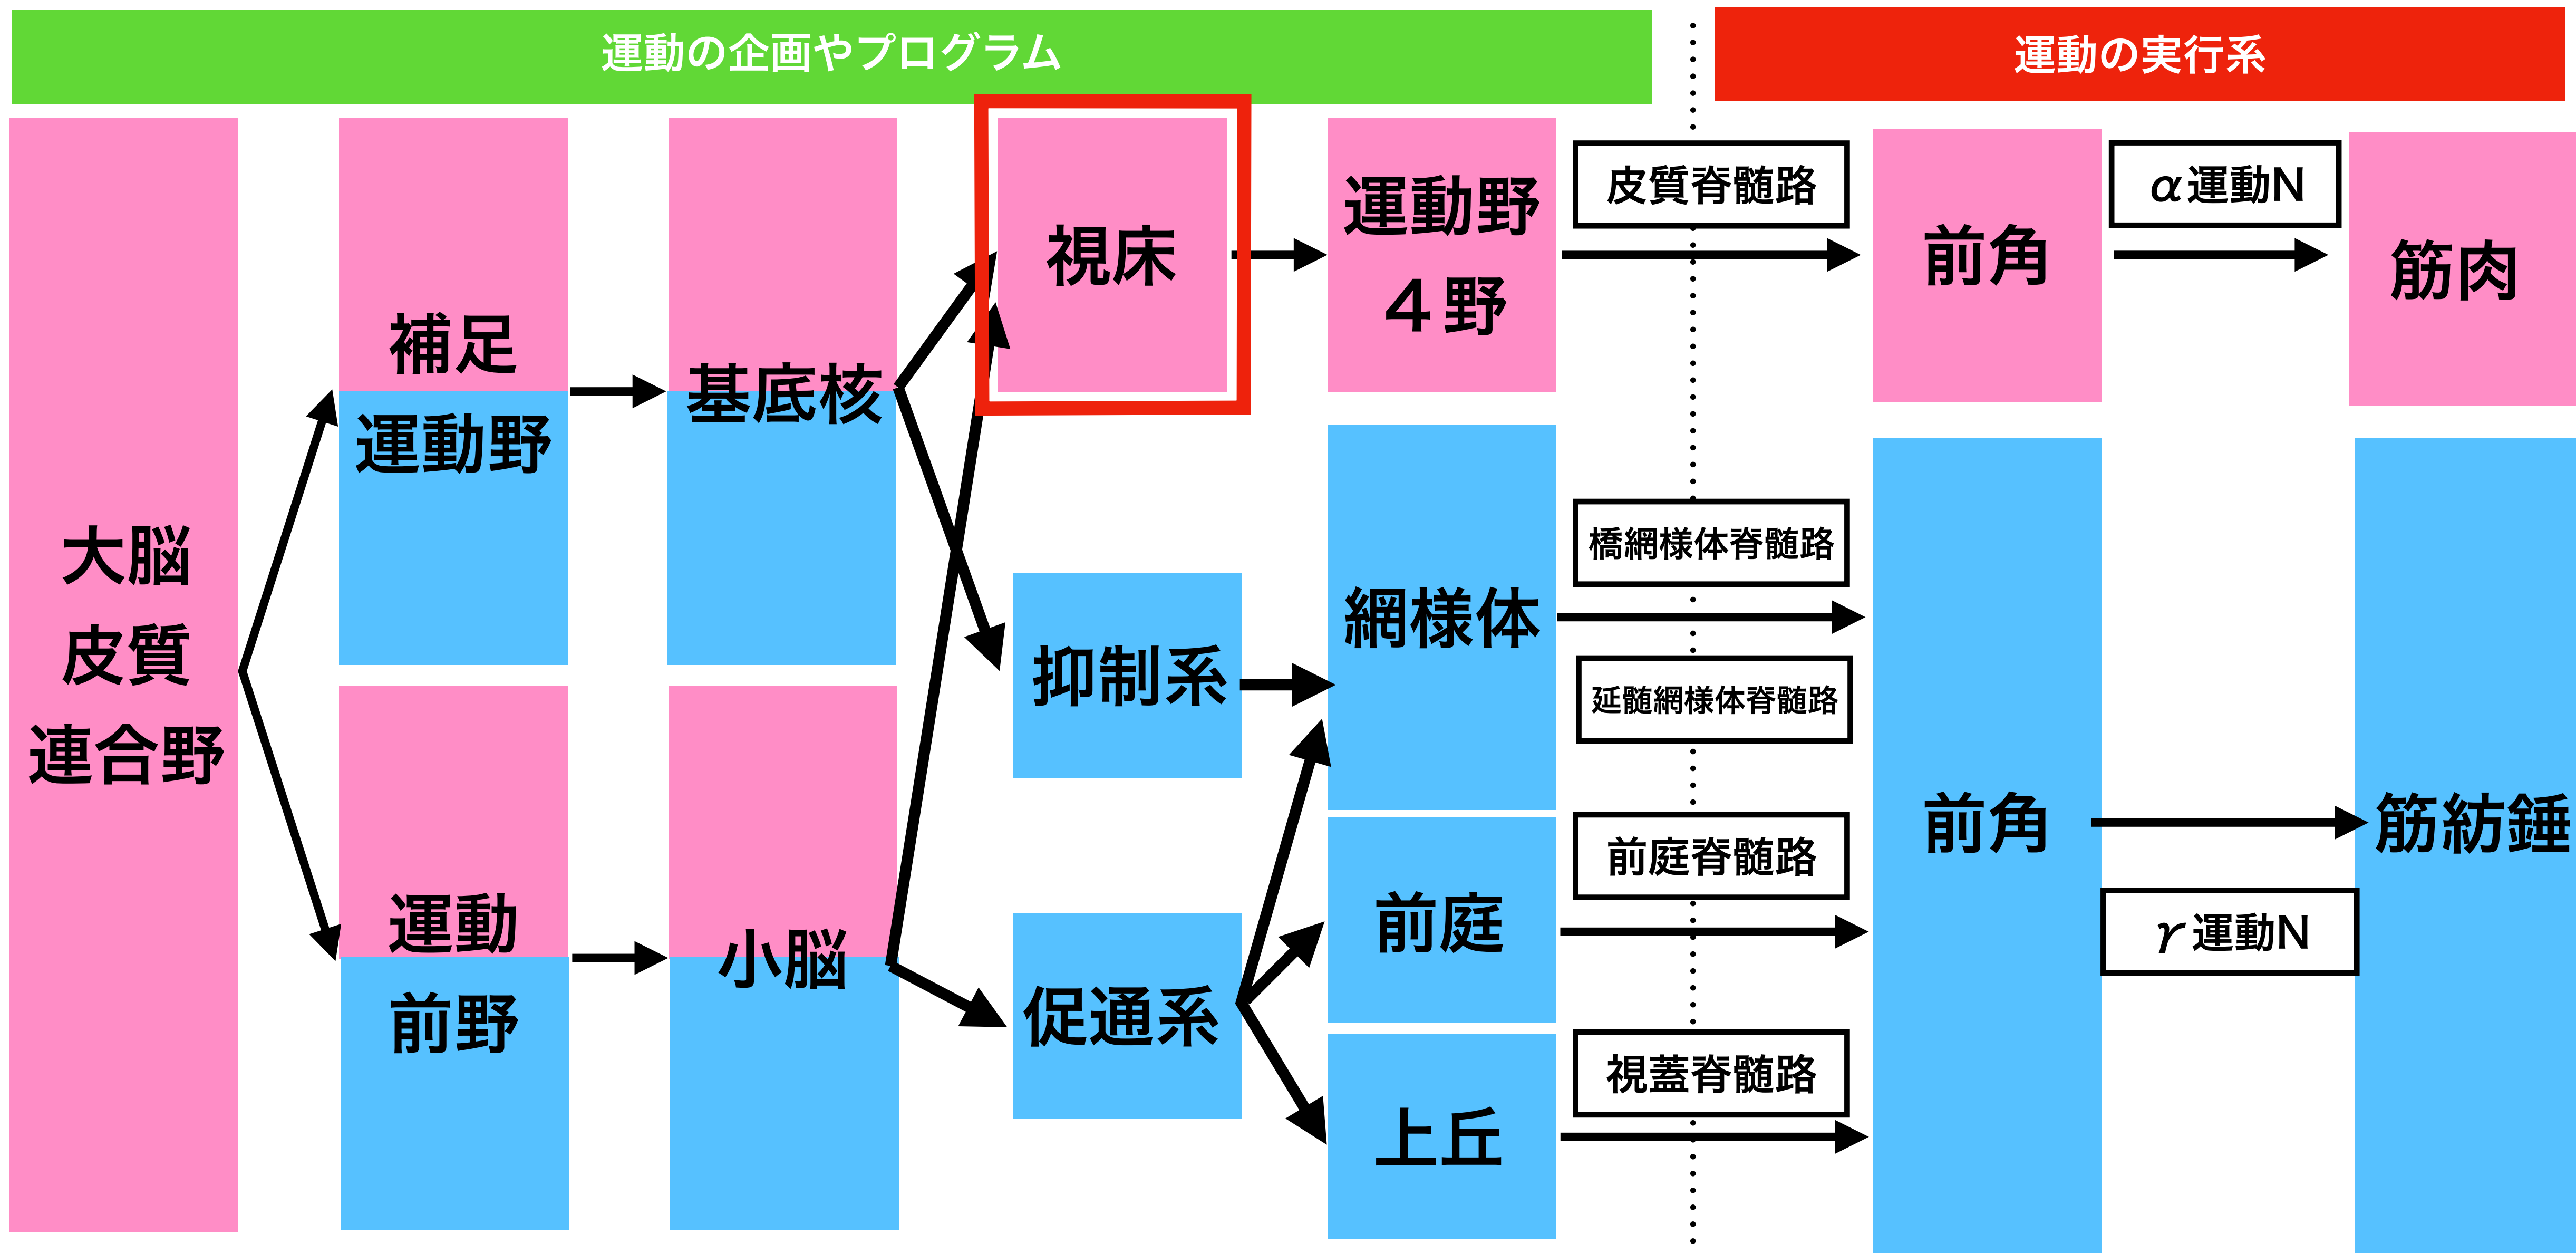 運動の企画やプログラム
運動の実行系
大脳
皮質
連合野
補足
運動野
運動
前野
基底核
小脳
視床
抑制系
促通系
運動野
４野
網様体
前庭
上丘
皮質脊髄路
橋網様体脊髄路
延髄網様体脊髄路
前庭脊髄路
視蓋脊髄路
前角
前角
α運動N
γ運動N
筋肉
筋紡錘